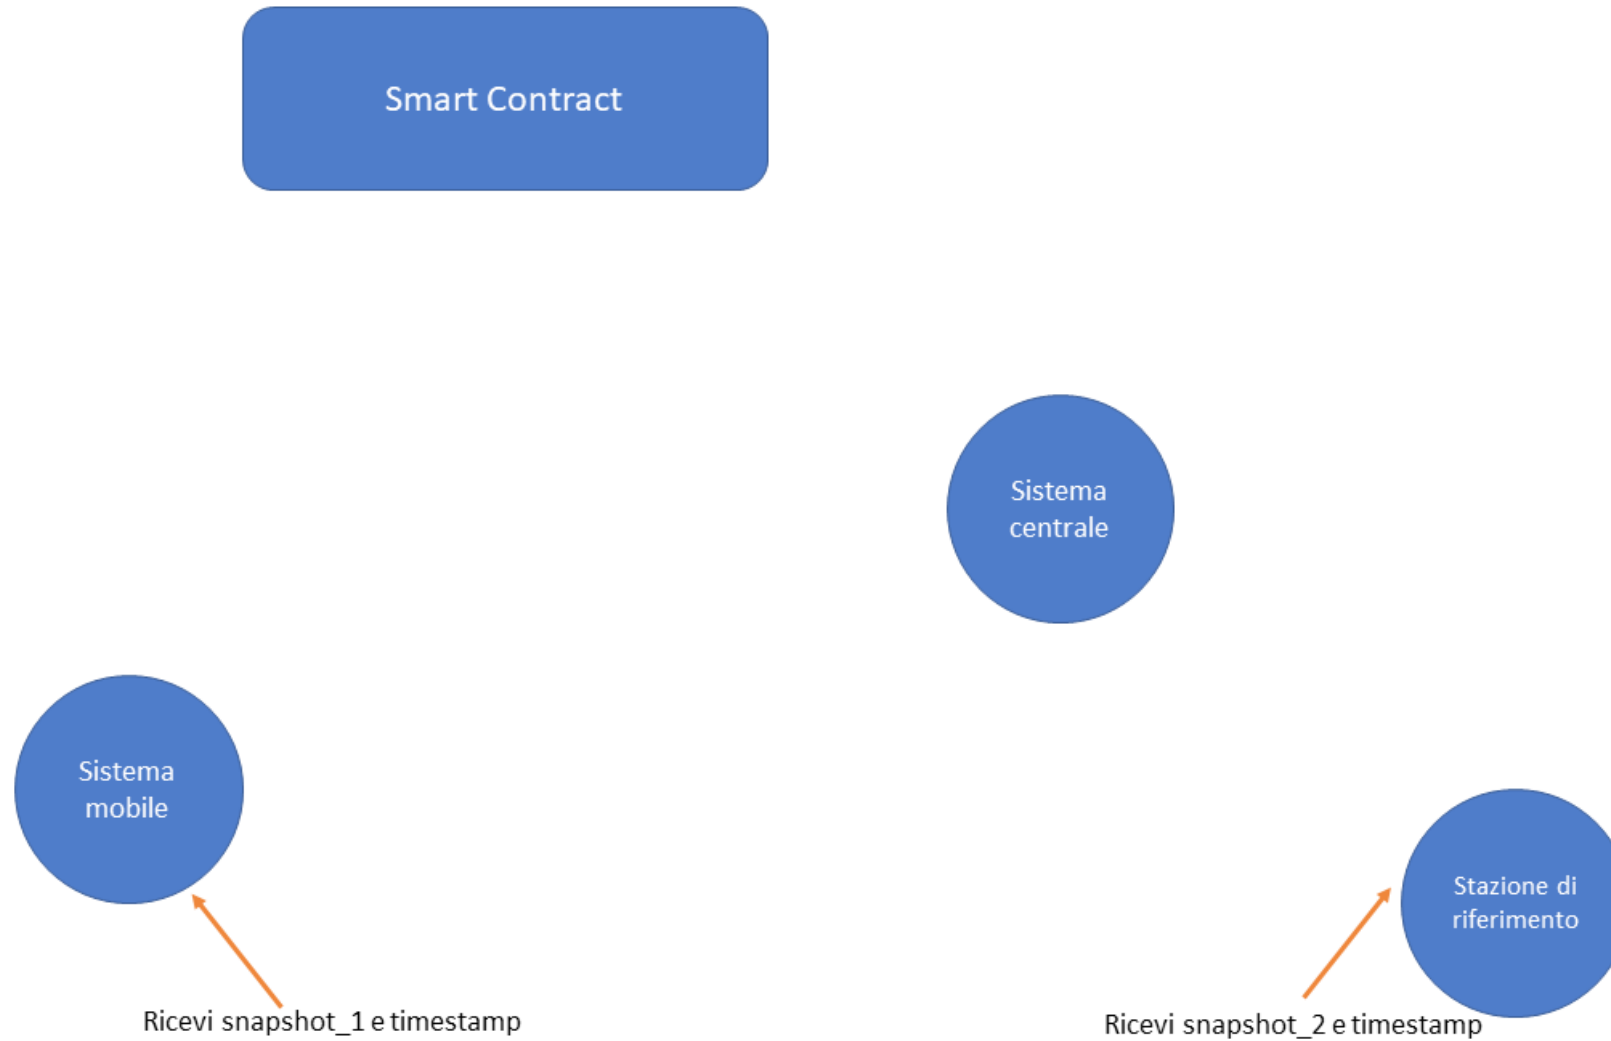 Smart Contract
Sistema
centrale
Sistema
mobile
Stazione di
riferimento
Ricevi snapshot_1 e timestamp
Ricevi snapshot_2 e timestamp